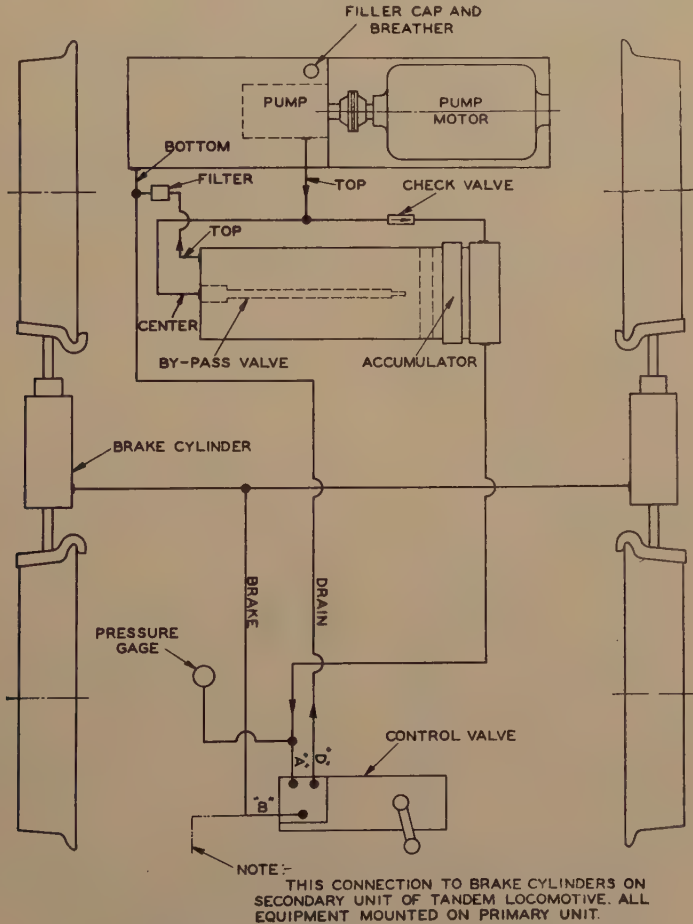 FILLER CAP AND
BREATHER
PUMP
PUMP
MOTOR
BOTTOM
FILTER
TOP
CHECK VALVE
TOP
CENTER
BY-PASS VALVE
ACCUMULATOR
BRAKE CYLINDER
BRAKE
DRAIN
PRESSURE
GAGE
"A"
"D"
CONTROL VALVE
"B"
NOTE:-
THIS CONNECTION TO BRAKE CYLINDERS ON
SECONDARY UNIT OF TANDEM LOCOMOTIVE. ALL
EQUIPMENT MOUNTED ON PRIMARY UNIT.